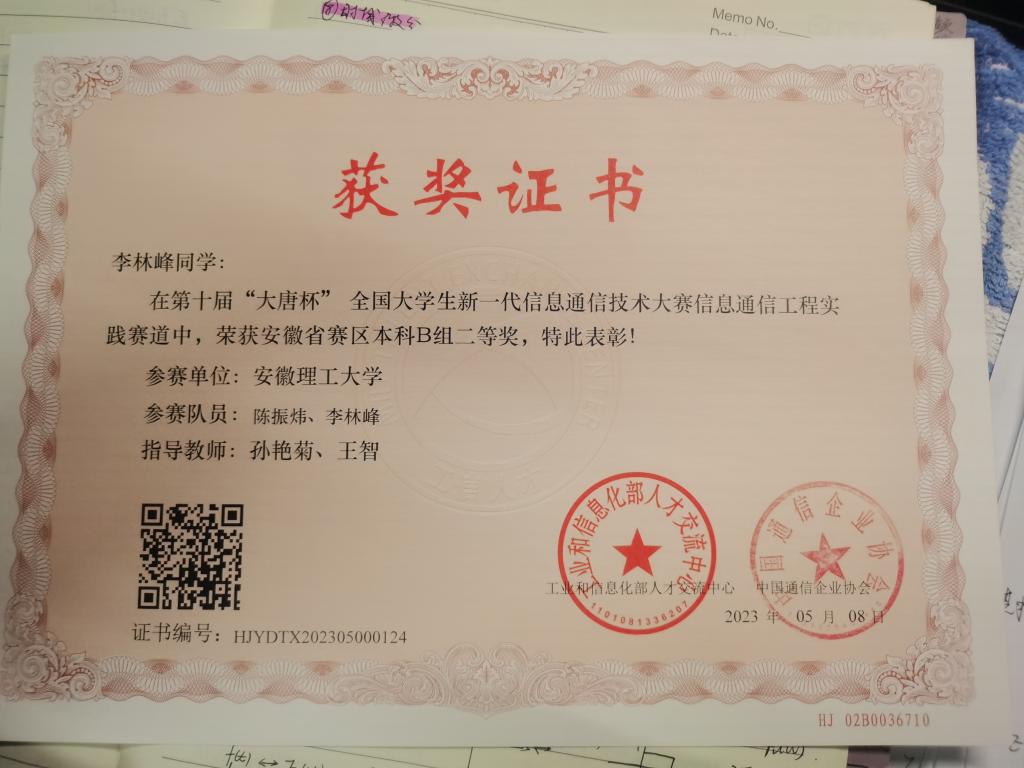 Memo No.
获奖证书
李林峰同学：
在第十届“大唐杯” 全国大学生新一代信息通信技术大赛信息通信工程实
践赛道中，荣获安徽省赛区本科B组二等奖，特此表彰！
参赛单位：安徽理工大学
参赛队员：陈振炜、李林峰
指导教师：孙艳菊、王智
工业和信息化部人才交流中心
1101081336207
中国通信企业协会
工业和信息化部人才交流中心 中国通信企业协会
2023 年 05 月 08 日
证书编号：HJYDTX202305000124
HJ 02B0036710